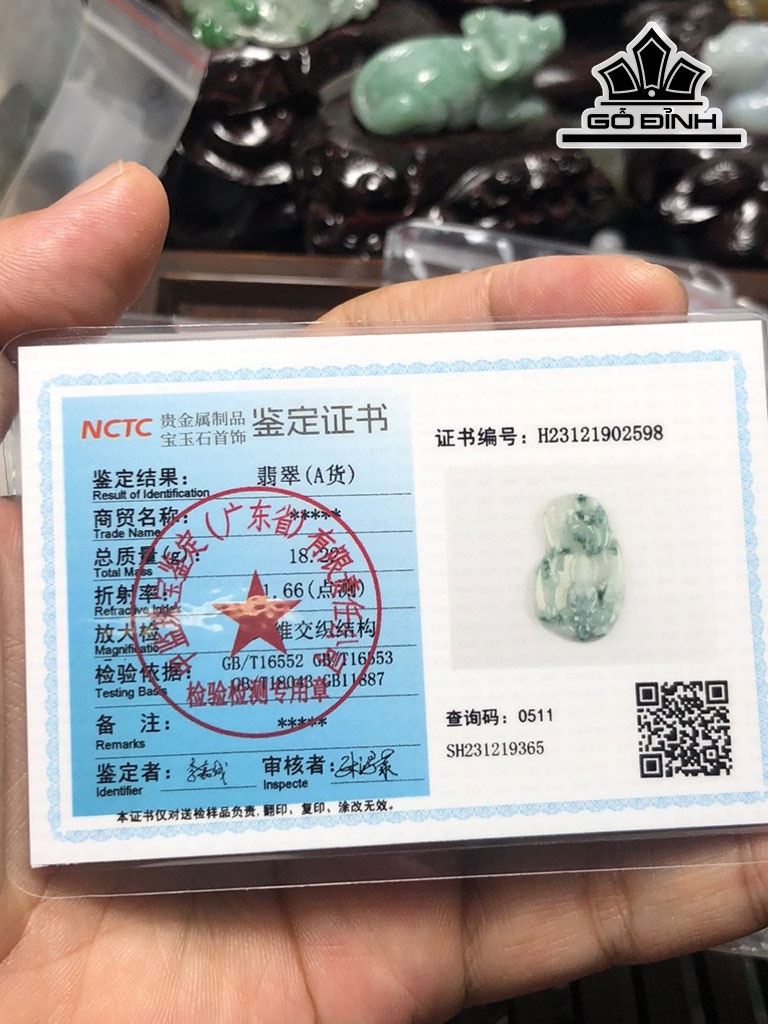 GỖ ĐỈNH
NCTC 贵金属制品 宝玉石首饰 鉴定证书
证书编号：H23121902598
鉴定结果： 翡翠(A货)
Result of Identification
商贸名称： *****
Trade Name
总质量(g)：
Total Mass
折射率： 1.66(点测)
Refractive Index
放大检 维交织结构
Magnificatio
检验依据： GB/T16552 GB/T16553
GB/T18043 GB11887
Testing Basis
检验检测专用章
备 注： *****
Remarks
鉴定者：
Identifier
审核者：
Inspecte
查询码：0511
SH231219365
本证书仅对送检样品负责,翻印、复印、涂改无效。